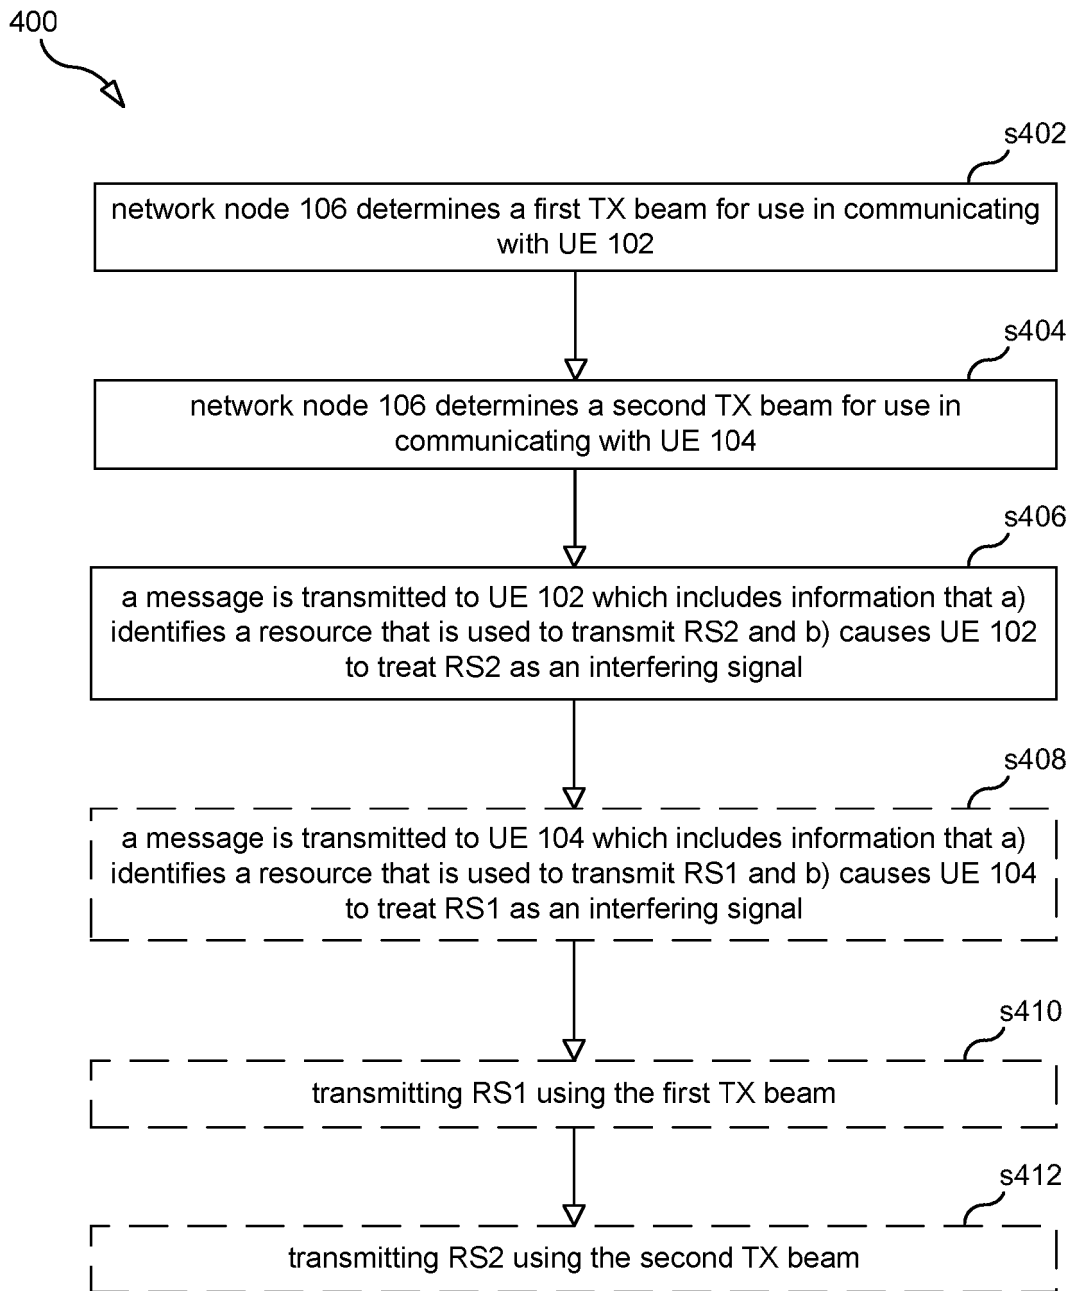 400
s402
network node 106 determines a first TX beam for use in communicating
with UE 102
s404
network node 106 determines a second TX beam for use in
communicating with UE 104
s406
a message is transmitted to UE 102 which includes information that a)
identifies a resource that is used to transmit RS2 and b) causes UE 102
to treat RS2 as an interfering signal
s408
a message is transmitted to UE 104 which includes information that a)
identifies a resource that is used to transmit RS1 and b) causes UE 104
to treat RS1 as an interfering signal
s410
transmitting RS1 using the first TX beam
s412
transmitting RS2 using the second TX beam